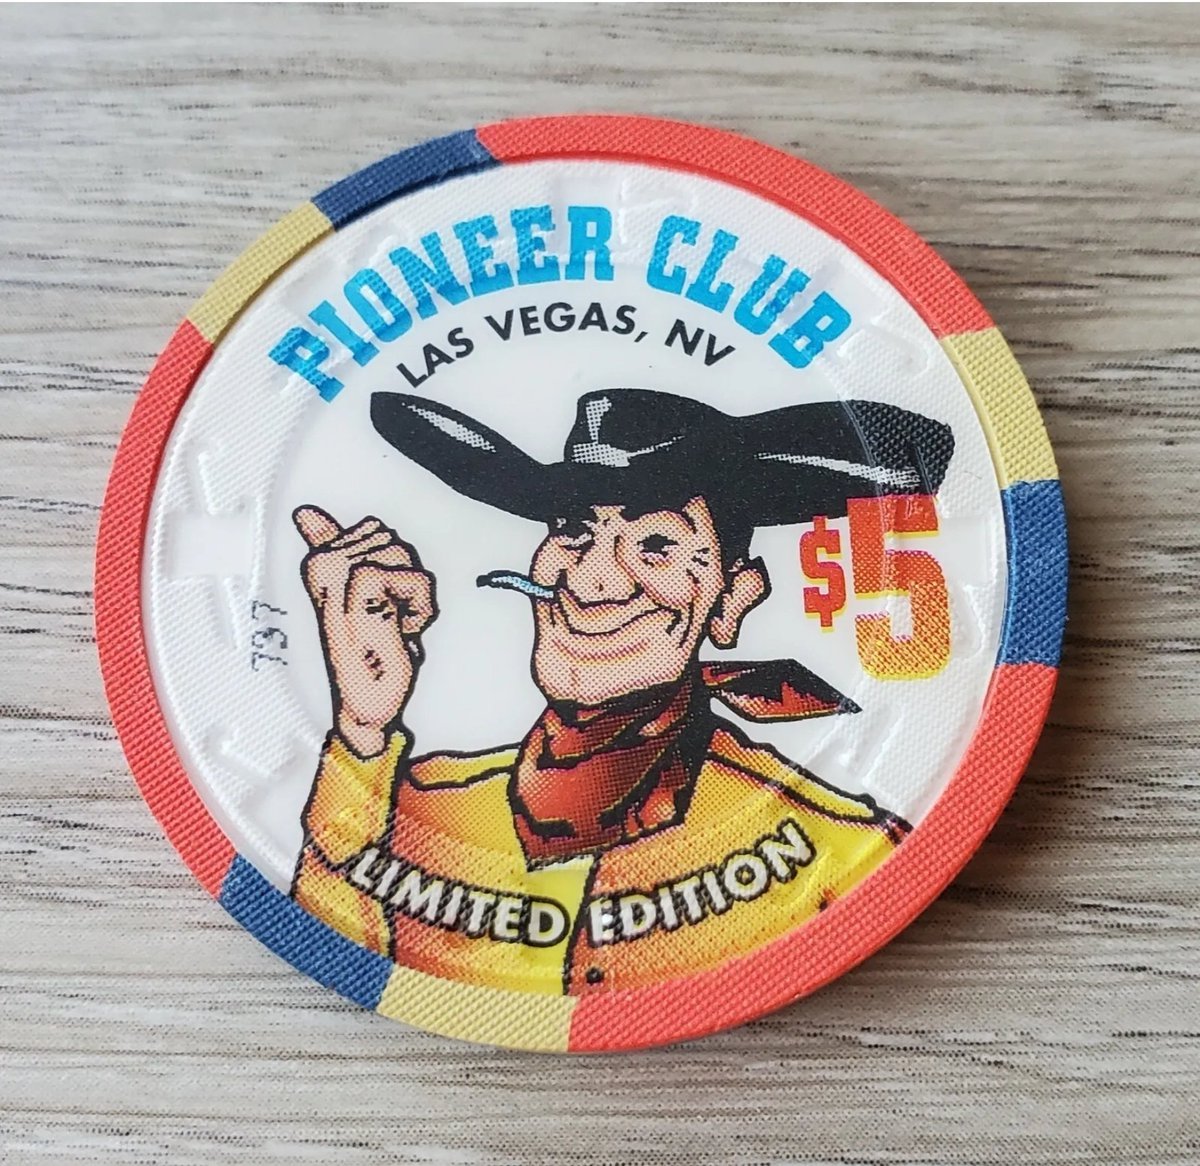 PIONEER CLUB
LAS VEGAS, NV
$5
797
LIMITED EDITION